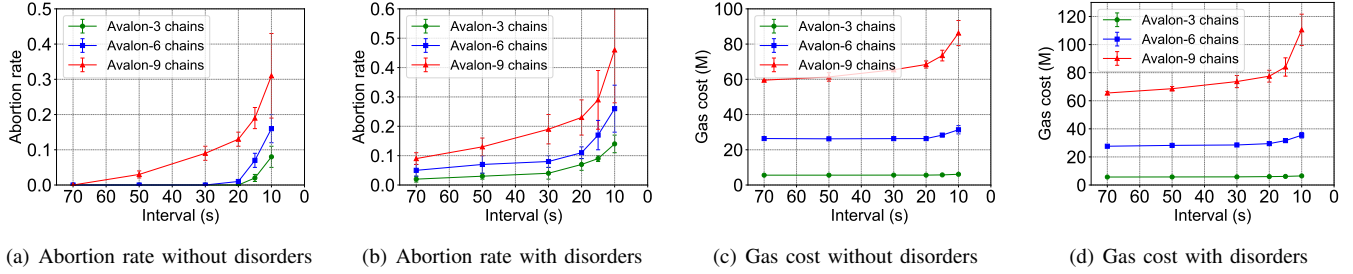 0.5
0.4
0.3
0.2
0.1
0.0
Abortion rate
Avalon-3 chains
Avalon-6 chains
Avalon-9 chains
70 60 50 40 30 20 10 0
Interval (s)
(a) Abortion rate without disorders
0.6
0.5
0.4
0.3
0.2
0.1
0.0
Abortion rate
Avalon-3 chains
Avalon-6 chains
Avalon-9 chains
70 60 50 40 30 20 10 0
Interval (s)
(b) Abortion rate with disorders
100
80
60
40
20
0
Gas cost (M)
Avalon-3 chains
Avalon-6 chains
Avalon-9 chains
70 60 50 40 30 20 10 0
Interval (s)
(c) Gas cost without disorders
120
100
80
60
40
20
0
Gas cost (M)
Avalon-3 chains
Avalon-6 chains
Avalon-9 chains
70 60 50 40 30 20 10 0
Interval (s)
(d) Gas cost with disorders